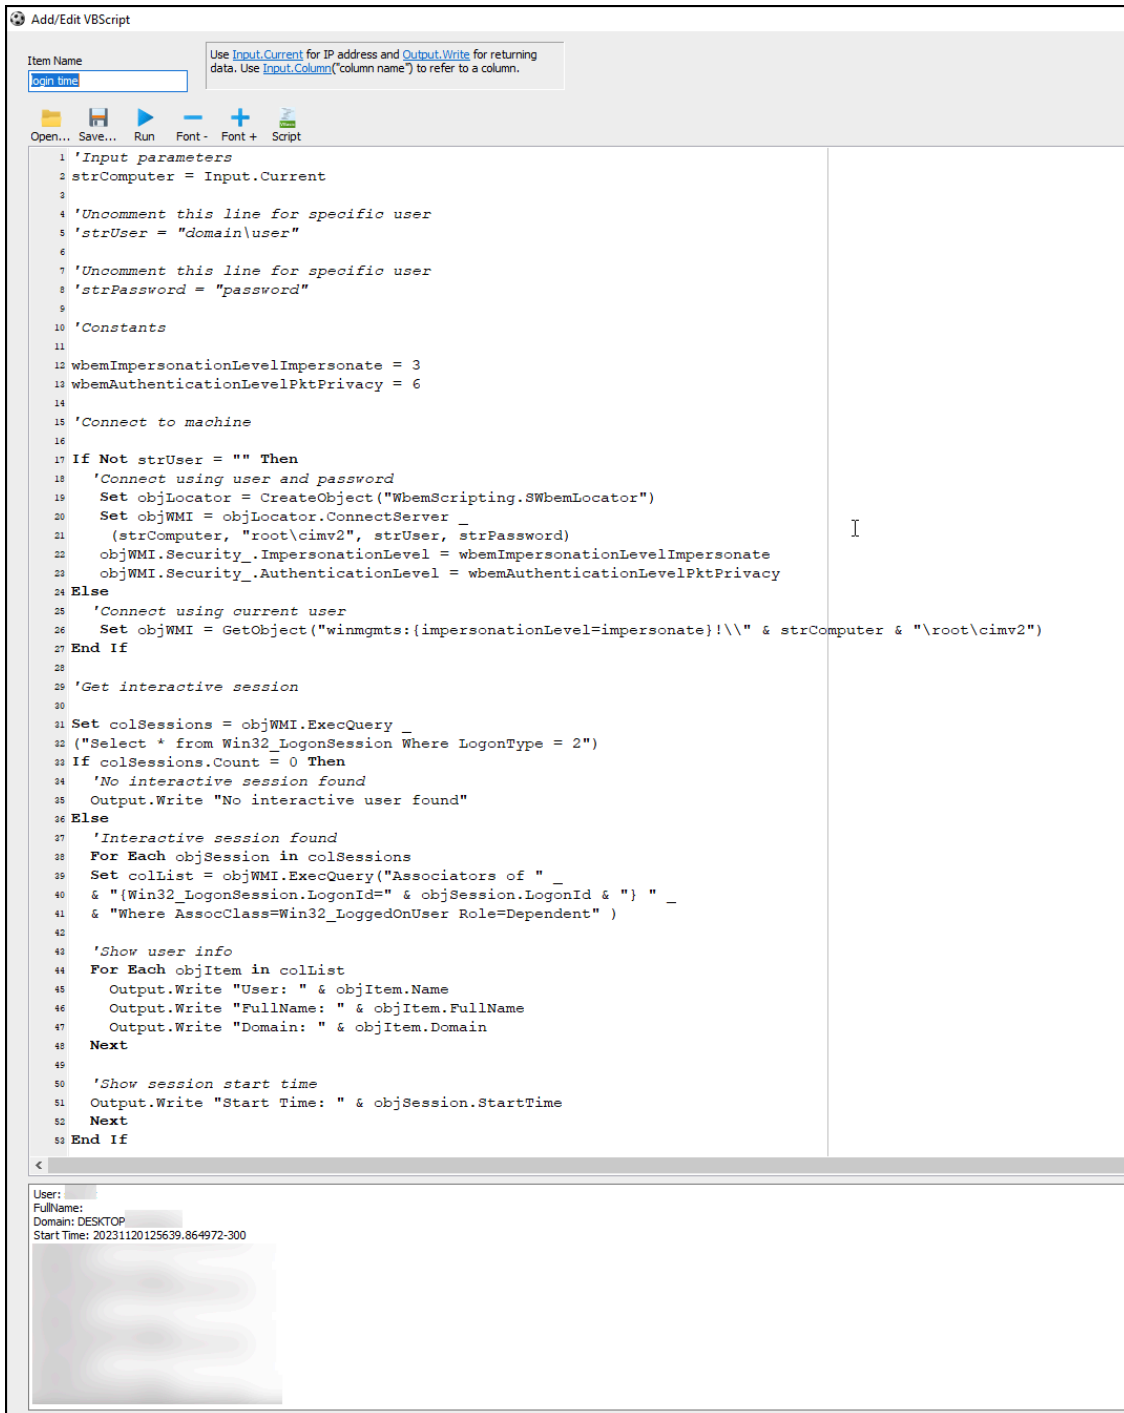 Add/Edit VBScript
Item Name
Use Input.Current for IP address and Output.Write for returning
data. Use Input.Column("column name") to refer to a column.
login time
Open... Save... Run Font - Font + Script
1 'Input parameters
2 strComputer = Input.Current
3
4 'Uncomment this line for specific user
5 'strUser = "domain\user"
6
7 'Uncomment this line for specific user
8 'strPassword = "password"
9
10 'Constants
11
12 wbemImpersonationLevelImpersonate = 3
13 wbemAuthenticationLevelPktPrivacy = 6
14
15 'Connect to machine
16
17 If Not strUser = "" Then
18 'Connect using user and password
19 Set objLocator = CreateObject("WbemScripting.SWbemLocator")
20 Set objWMI = objLocator.ConnectServer _
21 (strComputer, "root\cimv2", strUser, strPassword)
22 objWMI.Security_.ImpersonationLevel = wbemImpersonationLevelImpersonate
23 objWMI.Security_.AuthenticationLevel = wbemAuthenticationLevelPktPrivacy
24 Else
25 'Connect using current user
26 Set objWMI = GetObject("winmgmts:{impersonationLevel=impersonate}!\\" & strComputer & "\root\cimv2")
27 End If
28
29 'Get interactive session
30
31 Set colSessions = objWMI.ExecQuery _
32 ("Select * from Win32_LogonSession Where LogonType = 2")
33 If colSessions.Count = 0 Then
34 'No interactive session found
35 Output.Write "No interactive user found"
36 Else
37 'Interactive session found
38 For Each objSession in colSessions
39 Set colList = objWMI.ExecQuery("Associators of " _
40 & "{Win32_LogonSession.LogonId=" & objSession.LogonId & "} " _
41 & "Where AssocClass=Win32_LoggedOnUser Role=Dependent" )
42
43 'Show user info
44 For Each objItem in colList
45 Output.Write "User: " & objItem.Name
46 Output.Write "FullName: " & objItem.FullName
47 Output.Write "Domain: " & objItem.Domain
48 Next
49
50 'Show session start time
51 Output.Write "Start Time: " & objSession.StartTime
52 Next
53 End If
User:
FullName:
Domain: DESKTOP
Start Time: 20231120125639.864972-300